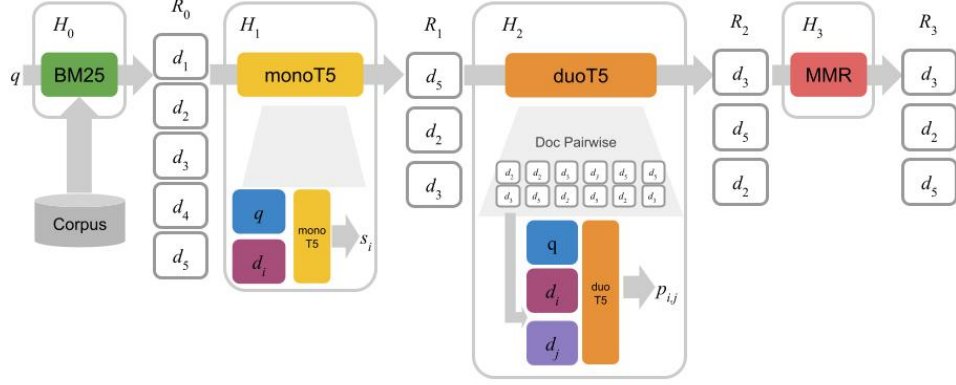 H₀
R₀
H₁
R₁
H₂
R₂
H₃
R₃
q
BM25
Corpus
d₁
d₂
d₃
d₄
d₅
monoT5
q
dᵢ
mono
T5
sᵢ
d₅
d₂
d₃
duoT5
Doc Pairwise
q
dᵢ
dⱼ
duo
T5
pᵢ,ⱼ
d₃
d₅
d₂
MMR
d₃
d₂
d₅